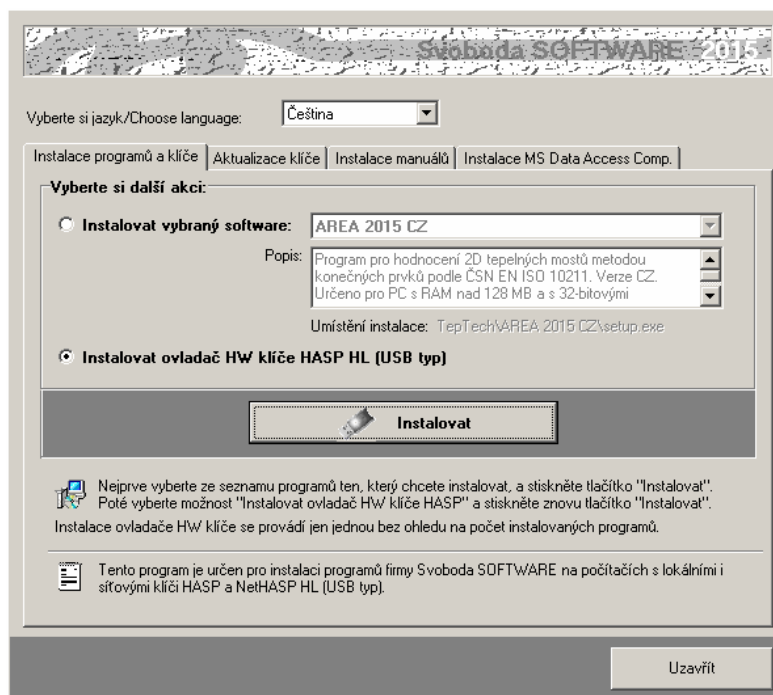 Svoboda SOFTWARE 2015
Vyberte si jazyk/Choose language:
Čeština
Instalace programů a klíče
Aktualizace klíče
Instalace manuálů
Instalace MS Data Access Comp.
Vyberte si další akci:
Instalovat vybraný software:
AREA 2015 CZ
Popis:
Program pro hodnocení 2D tepelných mostů metodou
konečných prvků podle ČSN EN ISO 10211. Verze CZ.
Určeno pro PC s RAM nad 128 MB a s 32-bitovými
Umístění instalace: TepTech\AREA 2015 CZ\setup.exe
Instalovat ovladač HW klíče HASP HL (USB typ)
Instalovat
Nejprve vyberte ze seznamu programů ten, který chcete instalovat, a stiskněte tlačítko "Instalovat".
Poté vyberte možnost "Instalovat ovladač HW klíče HASP" a stiskněte znovu tlačítko "Instalovat".
Instalace ovladače HW klíče se provádí jen jednou bez ohledu na počet instalovaných programů.
Tento program je určen pro instalaci programů firmy Svoboda SOFTWARE na počítačích s lokálními i
síťovými klíči HASP a NetHASP HL (USB typ).
Uzavřít